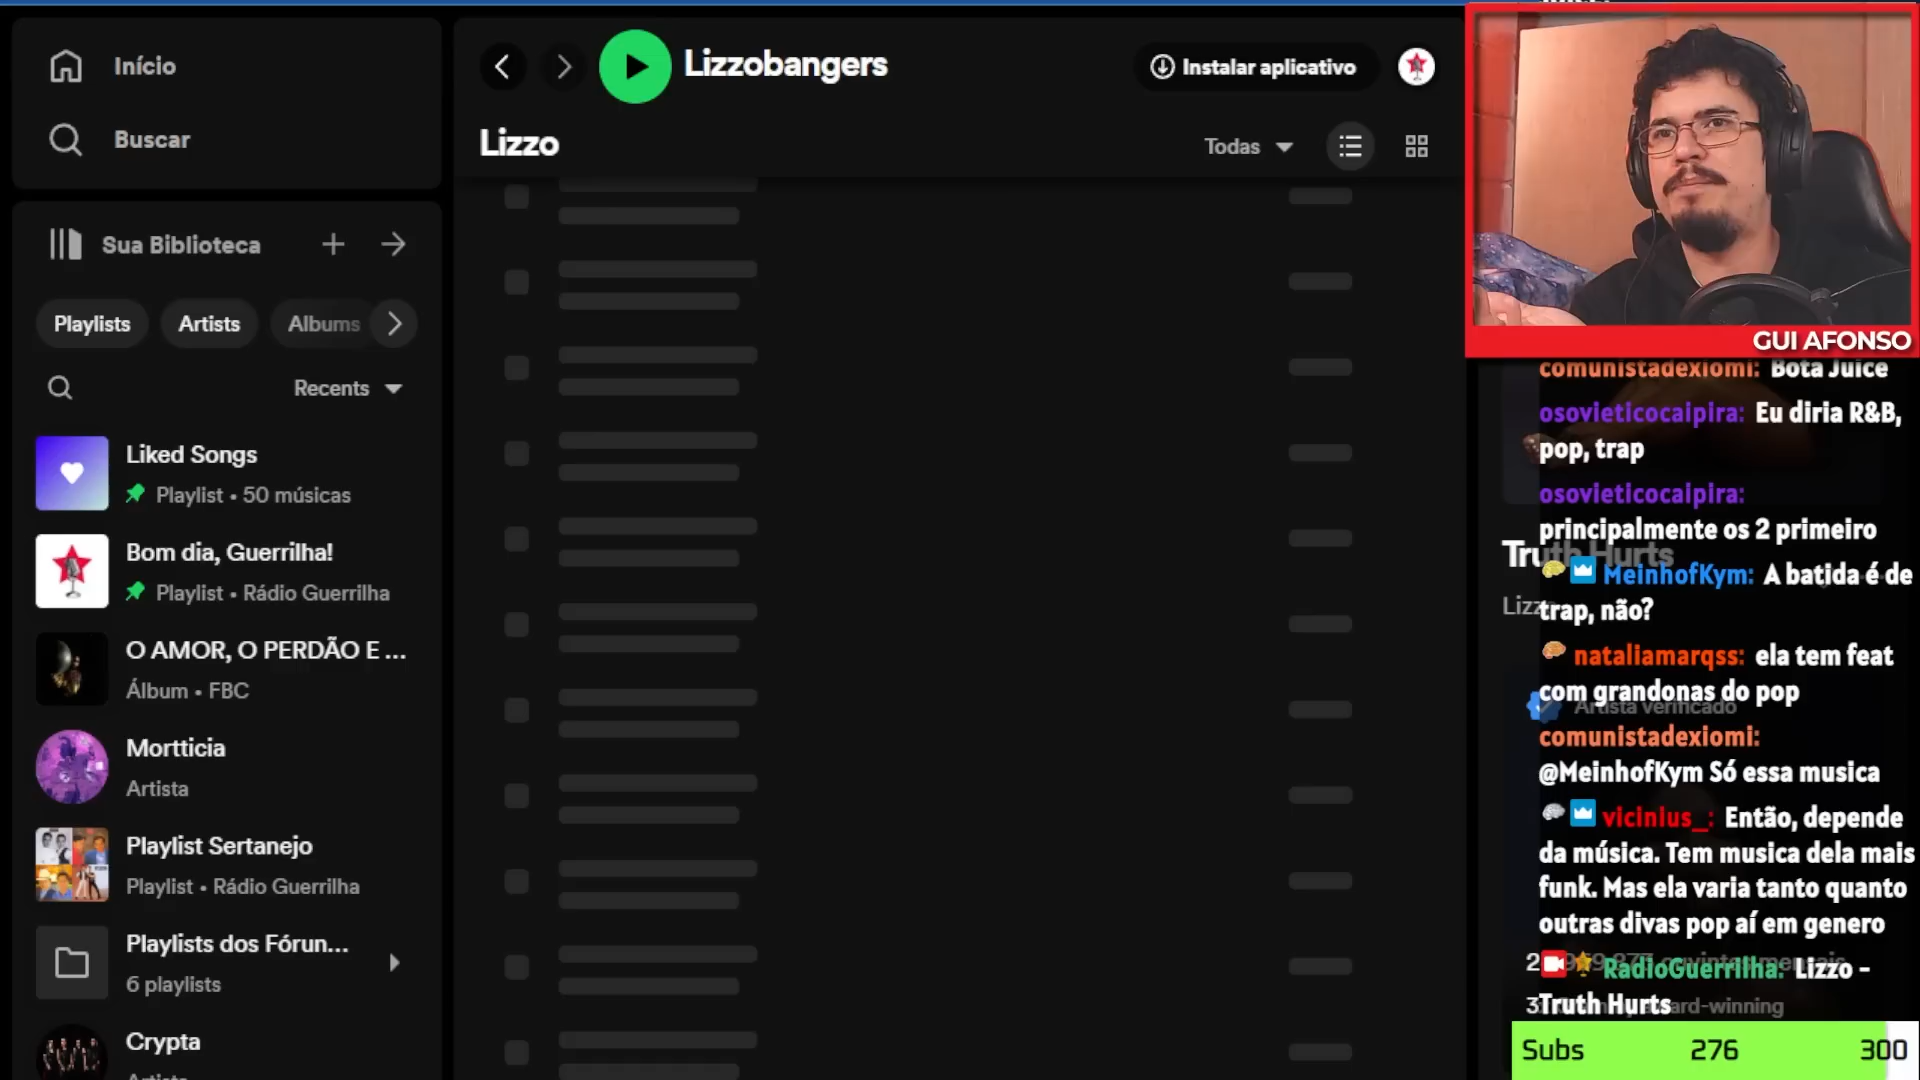 Início
Buscar
Sua Biblioteca
Playlists
Artists
Albums
Recents
Liked Songs
Playlist • 50 músicas
Bom dia, Guerrilha!
Playlist • Rádio Guerrilha
O AMOR, O PERDÃO E ...
Álbum • FBC
Mortticia
Artista
Playlist Sertanejo
Playlist • Rádio Guerrilha
Playlists dos Fórun...
6 playlists
Crypta
Lizzobangers
Instalar aplicativo
Lizzo
Todas
GUI AFONSO
comunistadexiomi: Bota Juice
osovieticocaipira: Eu diria R&B,
pop, trap
osovieticocaipira:
principalmente os 2 primeiro
Truth Hurts
MeinhofKym: A batida é de
Lizzo
trap, não?
nataliamarqss: ela tem feat
com grandonas do pop
Artista verificado
comunistadexiomi:
@MeinhofKym Só essa musica
vicinius_: Então, depende
da música. Tem musica dela mais
funk. Mas ela varia tanto quanto
outras divas pop aí em genero
ouvintes mensais
RadioGuerrilha: Lizzo -
Truth Hurts
Subs 276 300